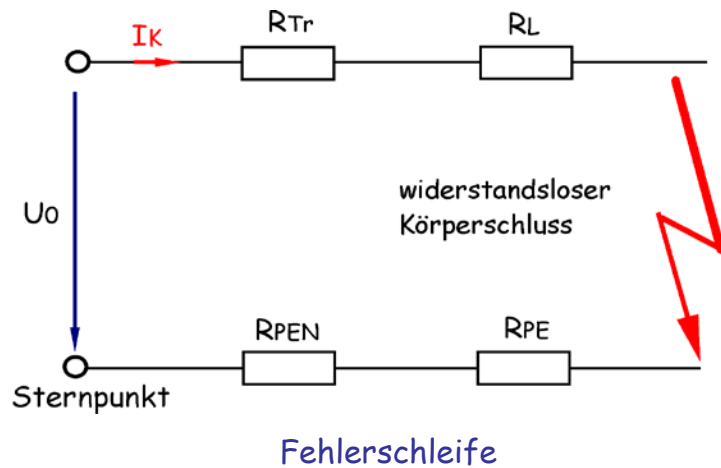 IK
RTr
RL
U0
widerstandsloser
Körperschluss
RPEN
RPE
Sternpunkt
Fehlerschleife